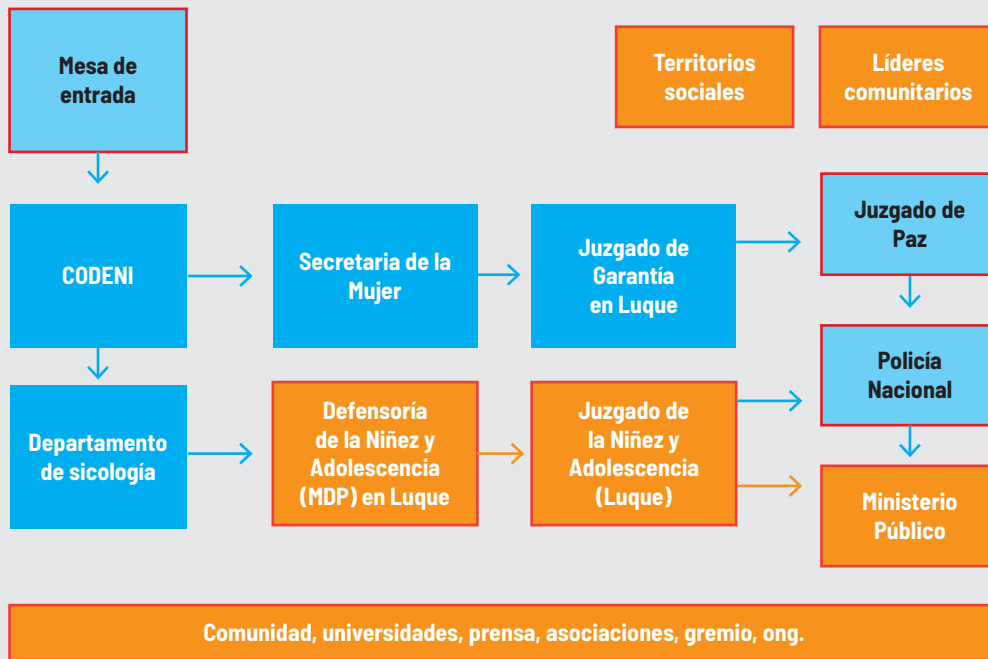 Mesa de
entrada
Territorios
sociales
Líderes
comunitarios
CODENI
Secretaria de la
Mujer
Juzgado de
Garantía
en Luque
Juzgado de
Paz
Departamento
de sicología
Defensoría
de la Niñez y
Adolescencia
(MDP) en Luque
Juzgado de
la Niñez y
Adolescencia
(Luque)
Policía
Nacional
Ministerio
Público
Comunidad, universidades, prensa, asociaciones, gremio, ong.